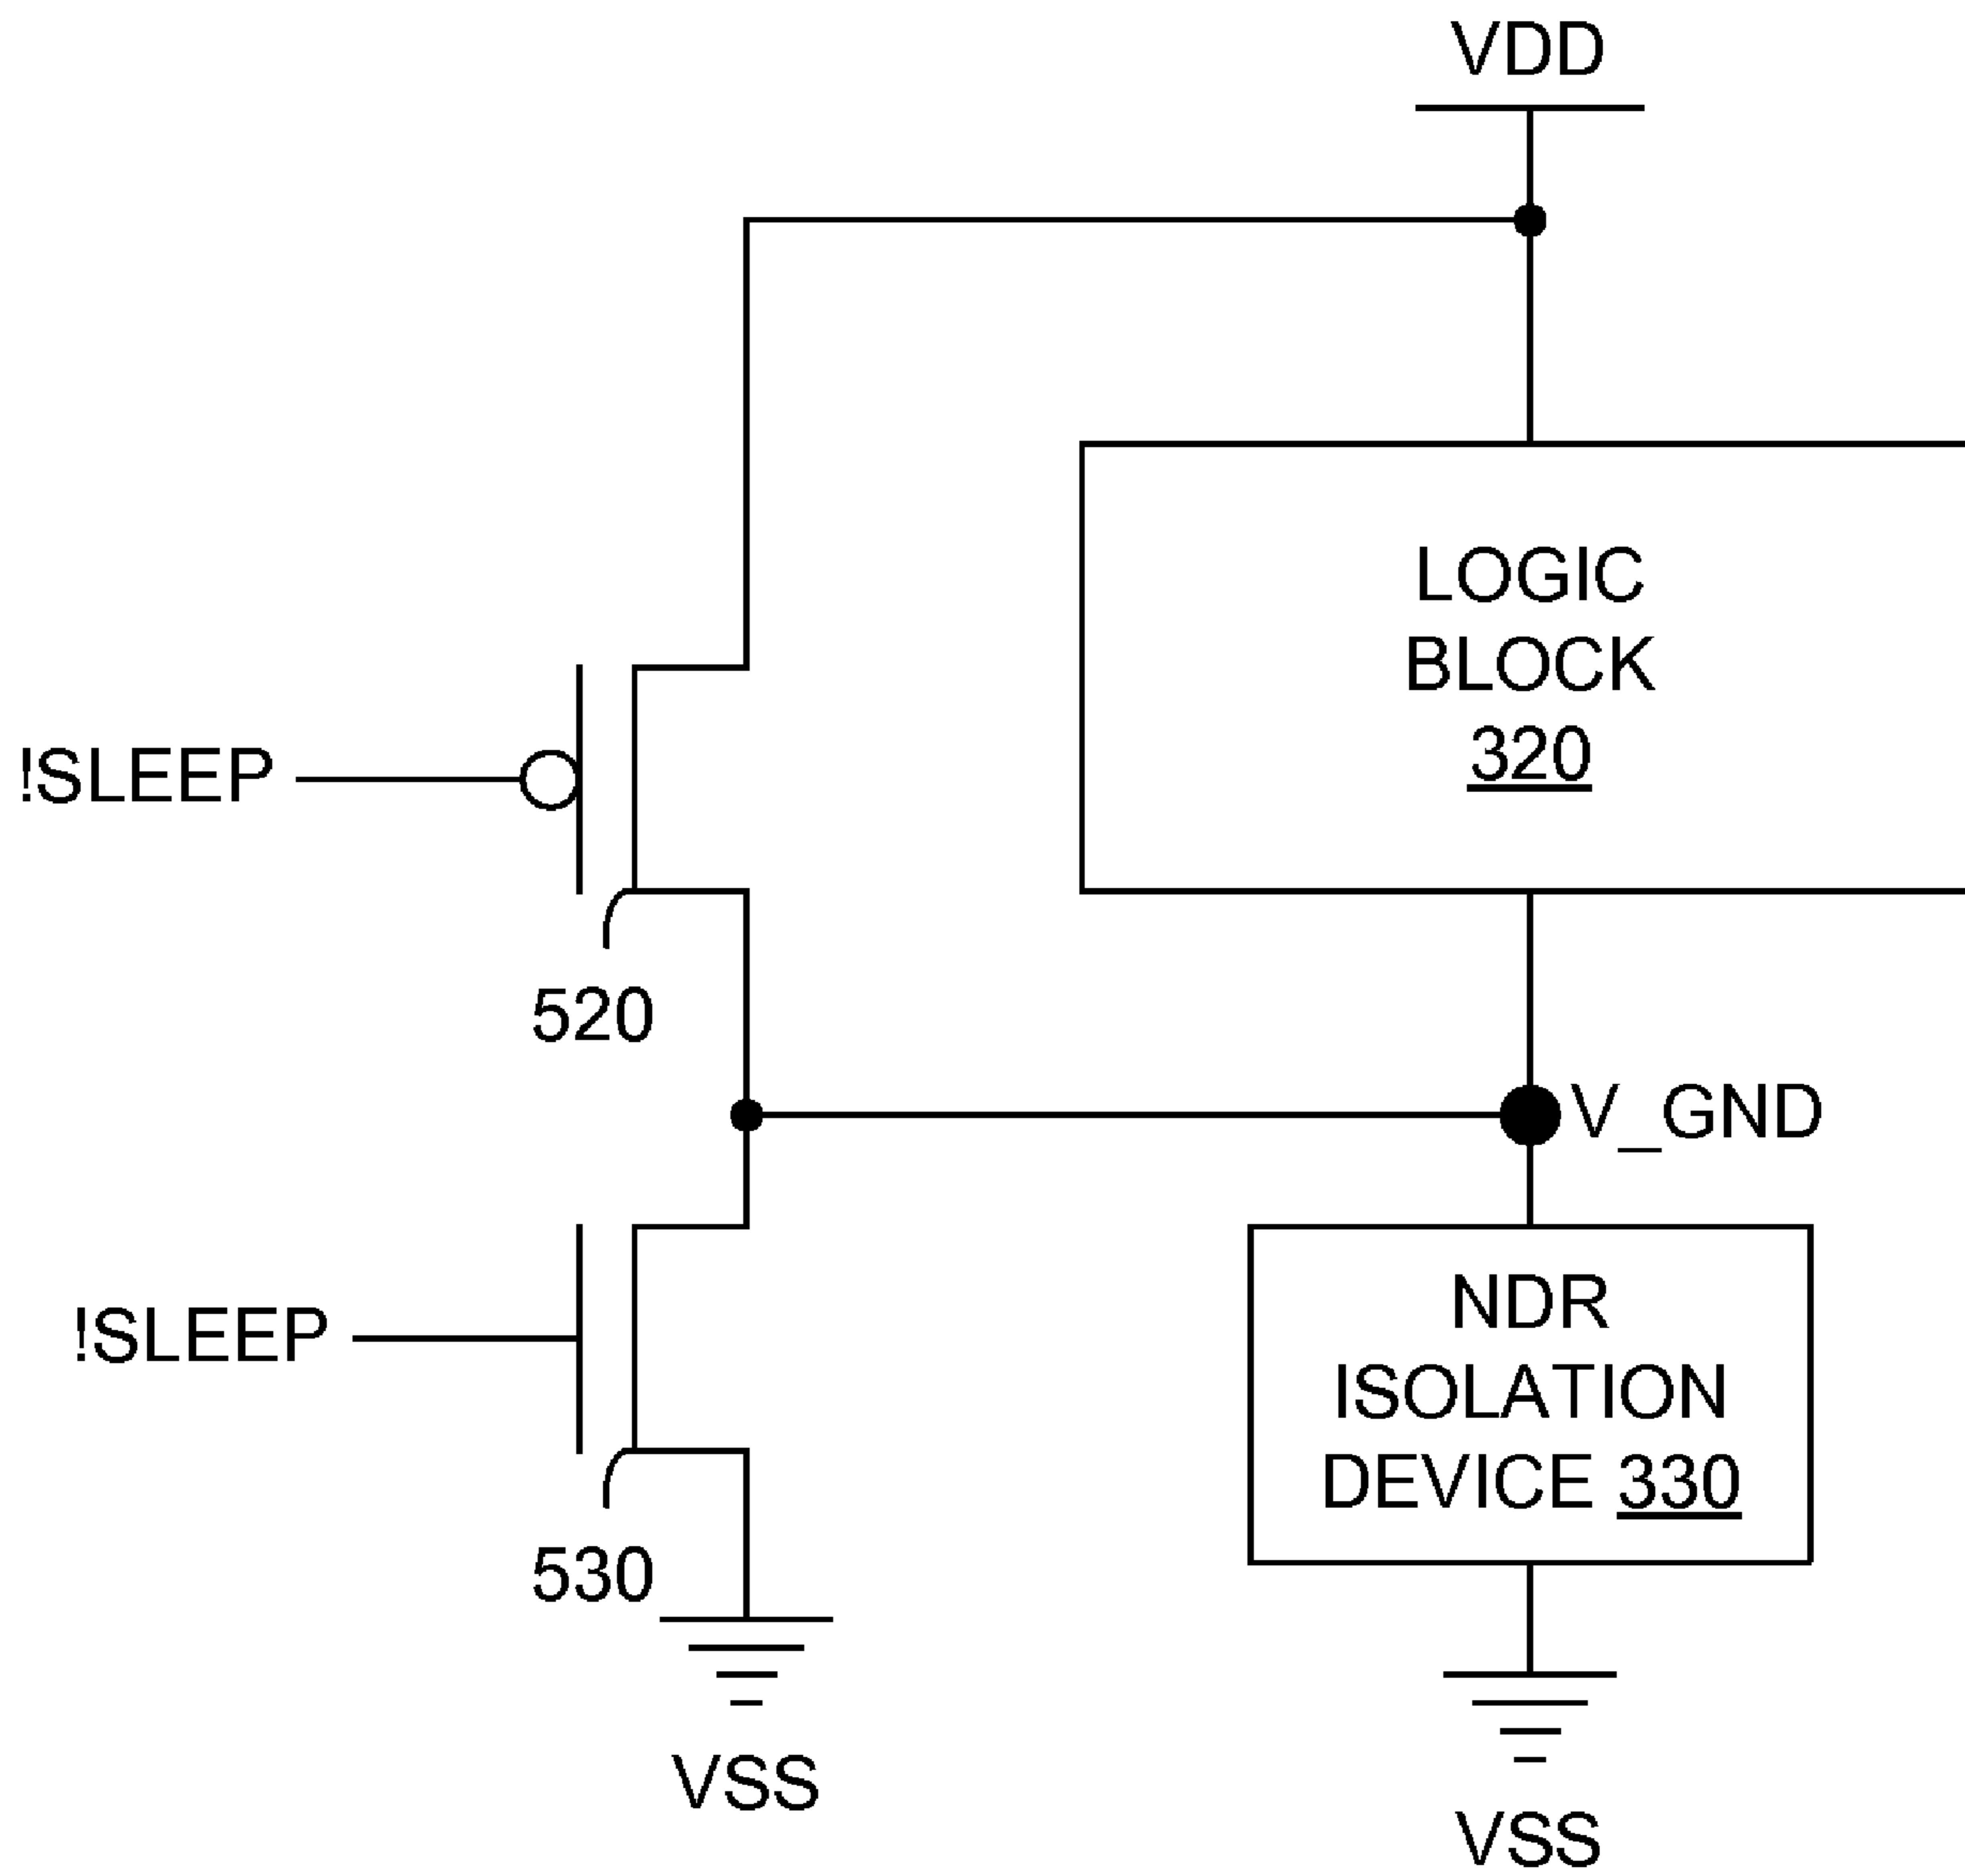 VDD
LOGIC
BLOCK
320
!SLEEP
520
V_GND
!SLEEP
NDR
ISOLATION
DEVICE 330
530
VSS
VSS